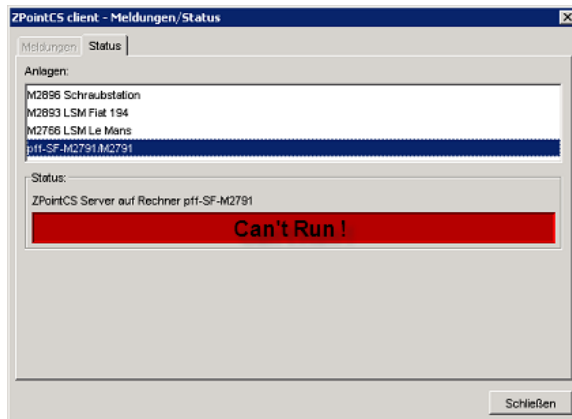 ZPointCS client - Meldungen/Status
Meldungen Status
Anlagen:
M2896 Schraubstation
M2893 LSM Fiat 194
M2766 LSM Le Mans
pff-SF-M2791/M2791
Status:
ZPointCS Server auf Rechner pff-SF-M2791
Can't Run !
Schließen